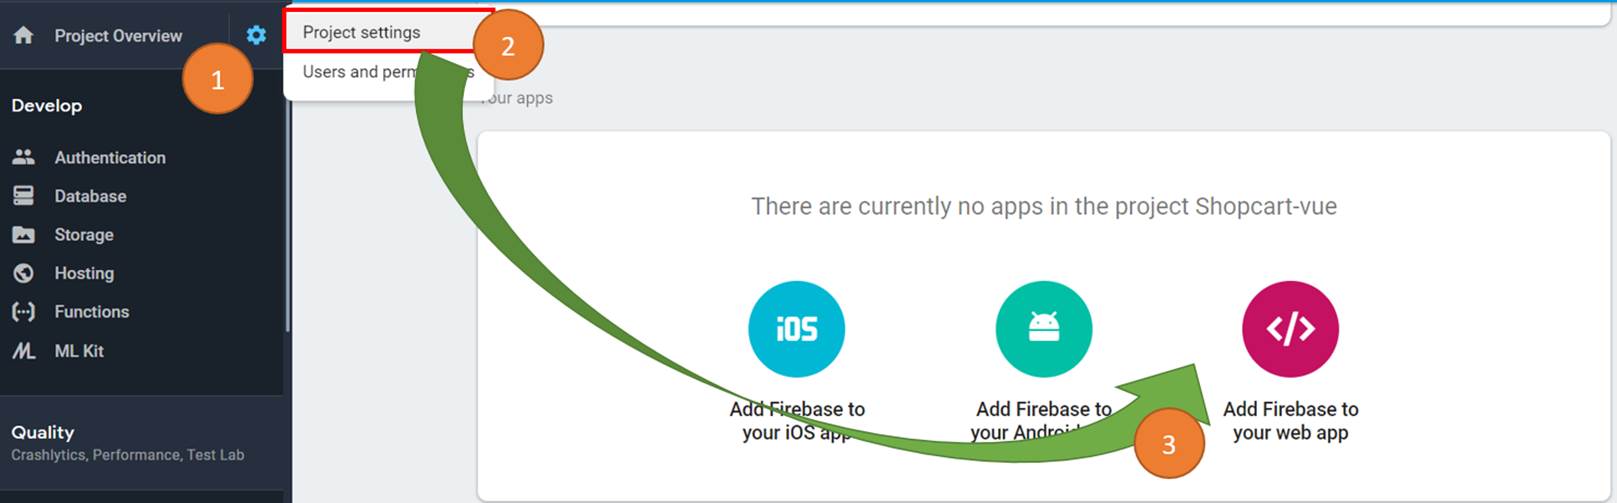 Project Overview
1
Project settings
2
Users and perm s
our apps
Develop
Authentication
Database
Storage
Hosting
Functions
ML Kit
Quality
Crashlytics, Performance, Test Lab
There are currently no apps in the project Shopcart-vue
iOS
</>
Add Firebase to
your iOS app
Add Firebase to
your Android
Add Firebase to
your web app
3